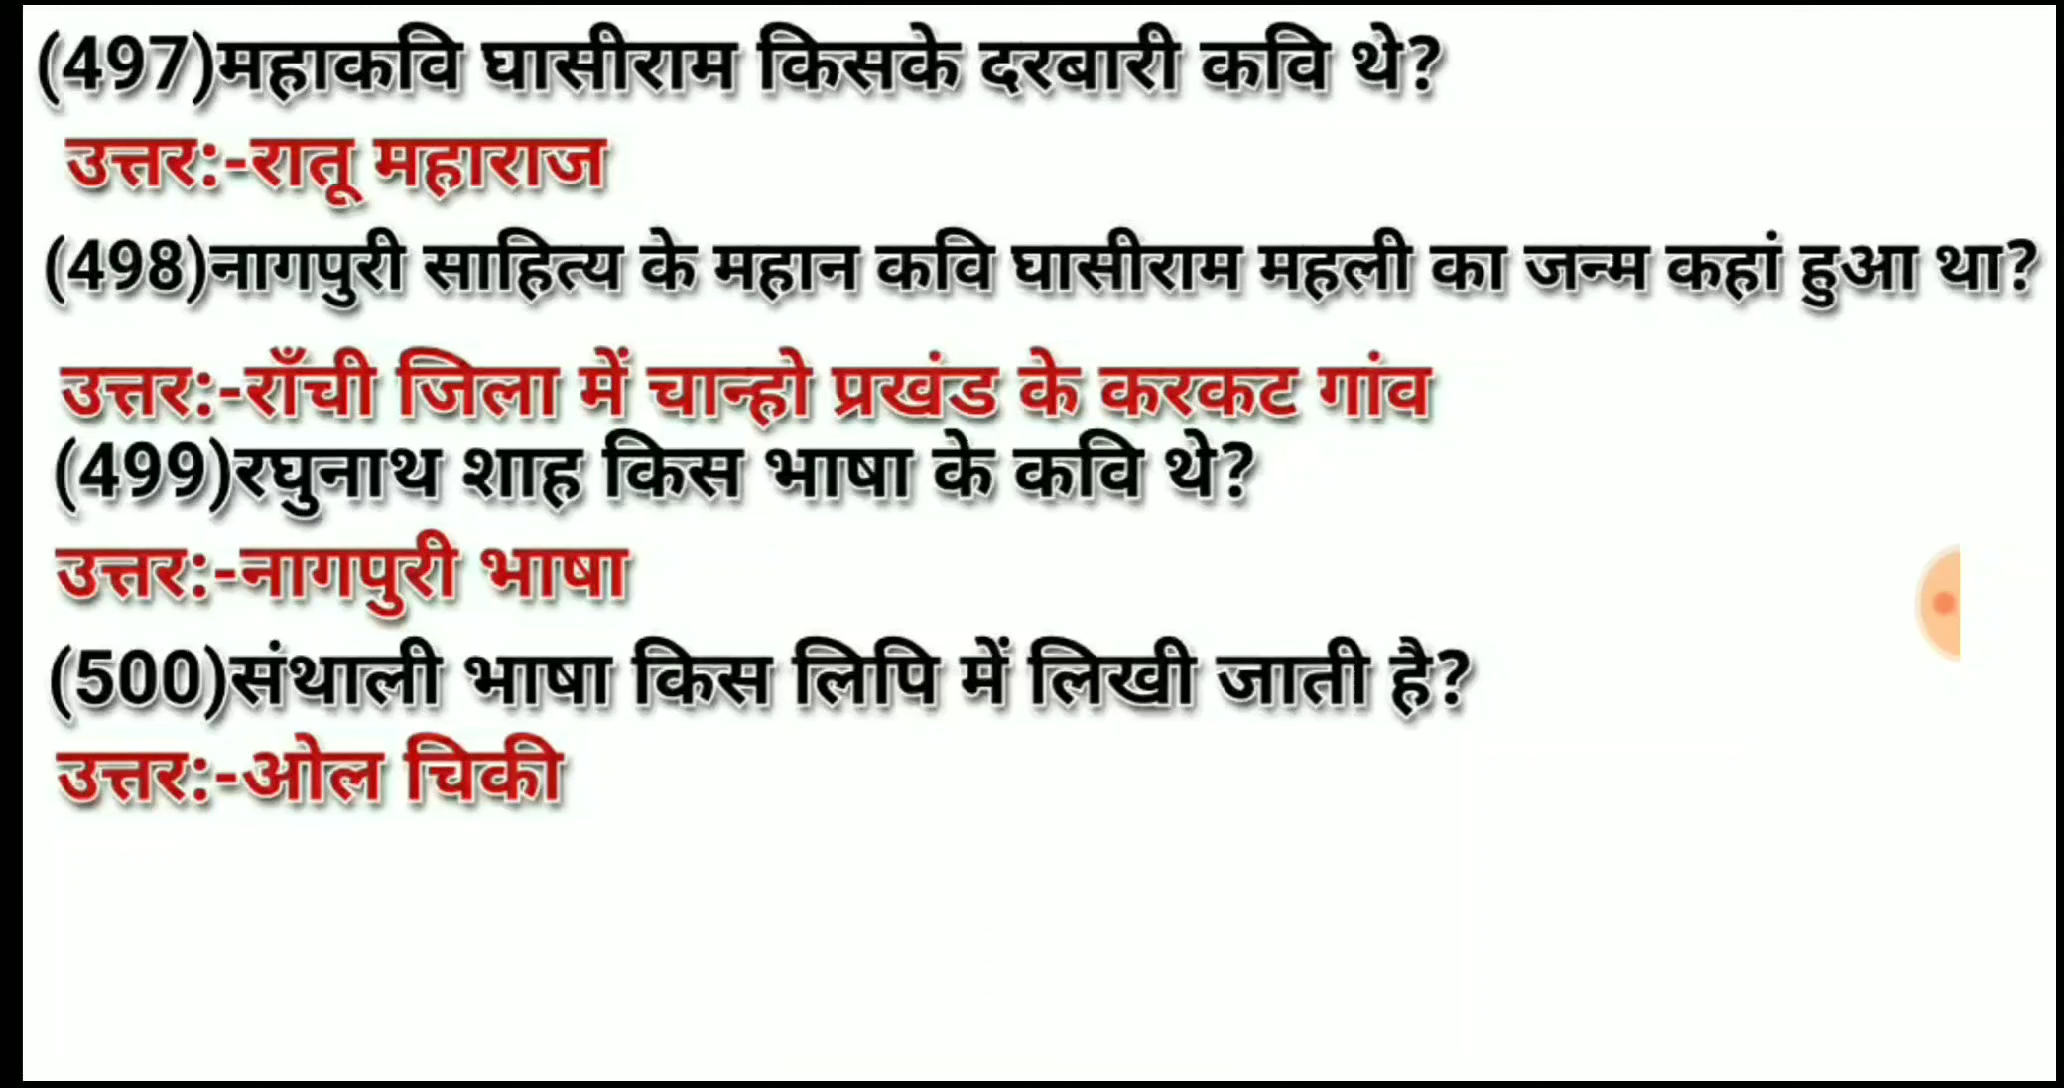 (497)महाकवि घासीराम किसके दरबारी कवि थे?
उत्तर:-रातू महाराज
(498)नागपुरी साहित्य के महान कवि घासीराम महली का जन्म कहां हुआ था?
उत्तर:-राँची जिला में चान्हो प्रखंड के करकट गांव
(499)रघुनाथ शाह किस भाषा के कवि थे?
उत्तर:-नागपुरी भाषा
(500)संथाली भाषा किस लिपि में लिखी जाती है?
उत्तर:-ओल चिकी